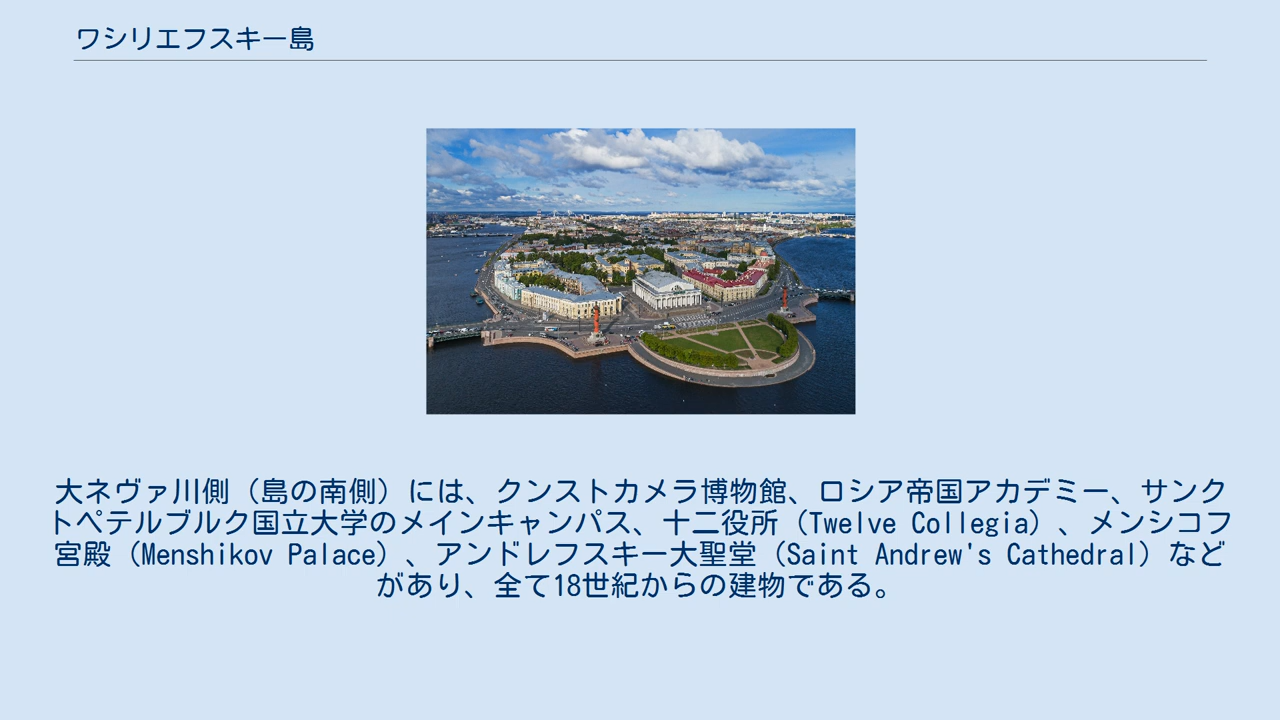 ワシリエフスキー島
大ネヴァ川側（島の南側）には、クンストカメラ博物館、ロシア帝国アカデミー、サンク
トペテルブルク国立大学のメインキャンパス、十二役所（Twelve Collegia）、メンシコフ
宮殿（Menshikov Palace）、アンドレフスキー大聖堂（Saint Andrew's Cathedral）など
があり、全て18世紀からの建物である。